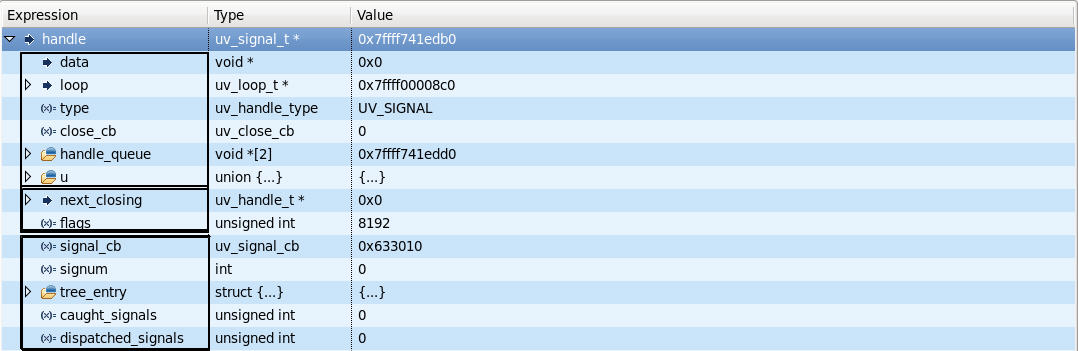 Expression Type Value
handle uv_signal_t * 0x7ffff741edb0
data void * 0x0
loop uv_loop_t * 0x7ffff00008c0
(x)= type uv_handle_type UV_SIGNAL
(x)= close_cb uv_close_cb 0
handle_queue void *[2] 0x7ffff741edd0
u union {...} {...}
next_closing uv_handle_t * 0x0
(x)= flags unsigned int 8192
(x)= signal_cb uv_signal_cb 0x633010
(x)= signum int 0
tree_entry struct {...} {...}
(x)= caught_signals unsigned int 0
(x)= dispatched_signals unsigned int 0